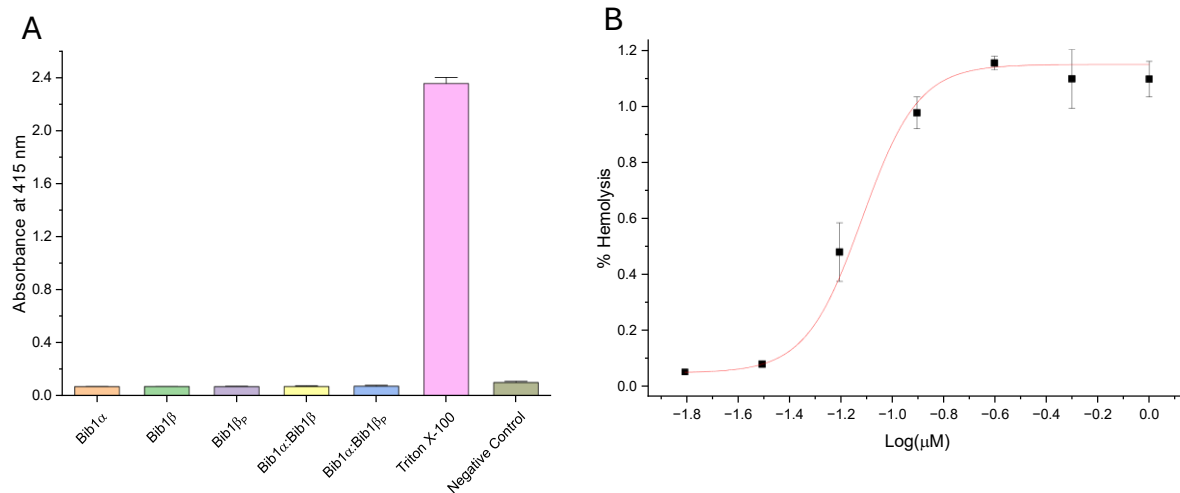 A
Absorbance at 415 nm
2.4
2.0
1.6
1.2
0.8
0.4
0.0
Bib1α
Bib1β
Bib1βP
Bib1α:Bib1β
Bib1α:Bib1βP
Triton X-100
Negative Control
B
% Hemolysis
1.2
1.0
0.8
0.6
0.4
0.2
0.0
−1.8
−1.6
−1.4
−1.2
−1.0
−0.8
−0.6
−0.4
−0.2
0.0
Log(μM)